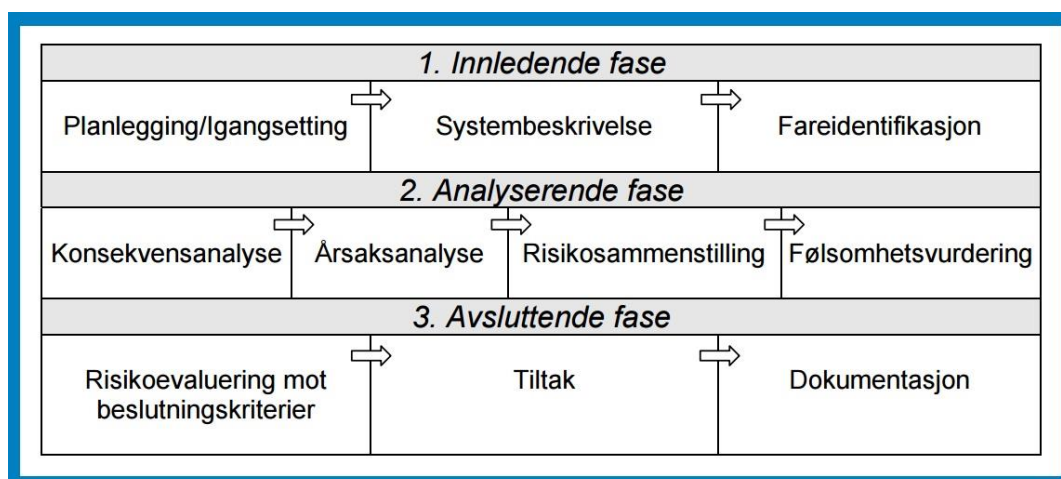 1. Innledende fase
Planlegging/Igangsetting
Systembeskrivelse
Fareidentifikasjon
2. Analyserende fase
Konsekvensanalyse
Årsaksanalyse
Risikosammenstilling
Følsomhetsvurdering
3. Avsluttende fase
Risikoevaluering mot
beslutningskriterier
Tiltak
Dokumentasjon